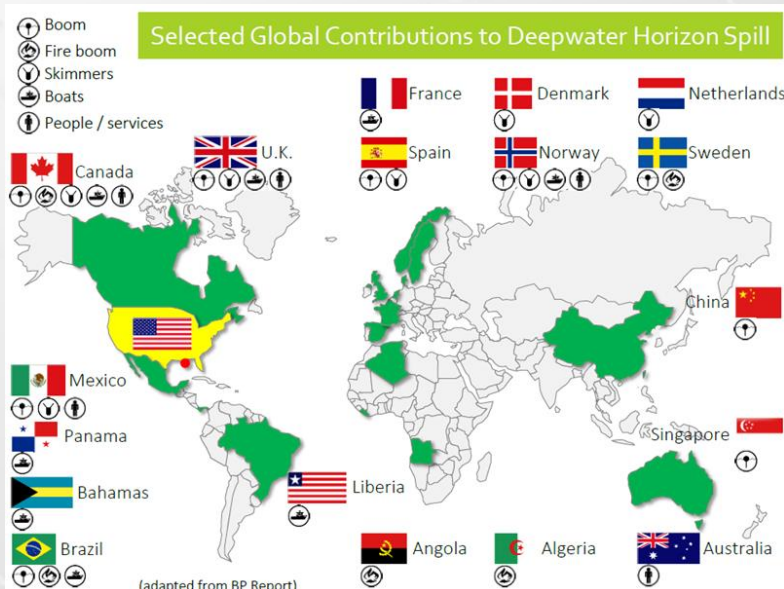 Boom
Fire boom
Skimmers
Boats
People / services
Selected Global Contributions to Deepwater Horizon Spill
France
Denmark
Netherlands
Canada
U.K.
Spain
Norway
Sweden
China
Mexico
Panama
Singapore
Bahamas
Liberia
Brazil
Angola
Algeria
Australia
(adapted from BP Report)